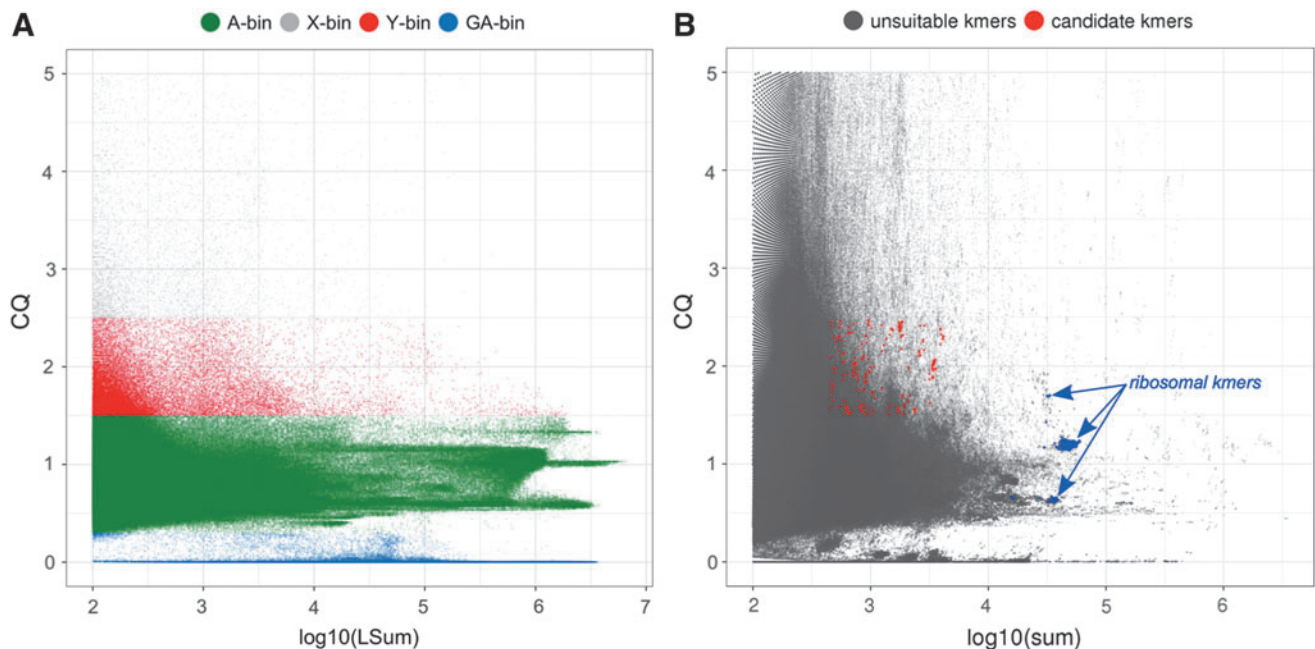 A
A-bin X-bin Y-bin GA-bin
5
4
3
2
1
0
CQ
2 3 4 5 6 7
log10(LSum)
B
unsuitable kmers candidate kmers
5
4
3
2
1
0
CQ
ribosomal kmers
2 3 4 5 6
log10(sum)